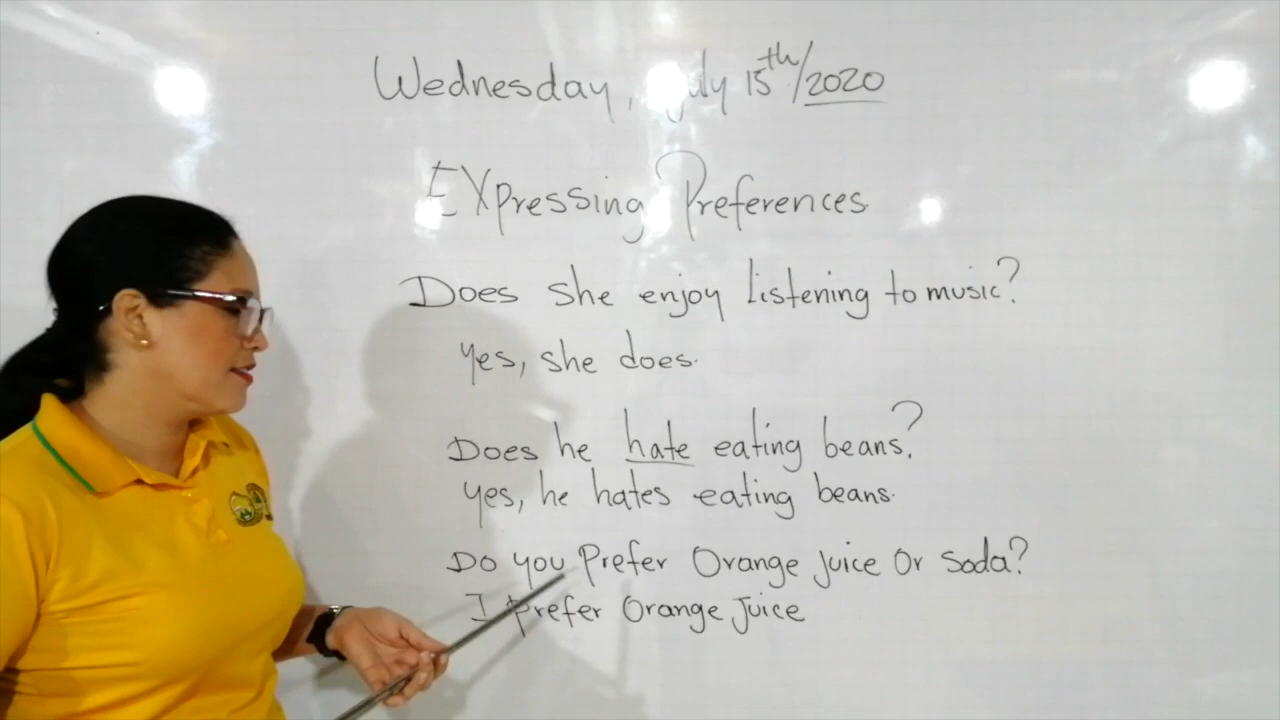 Wednesday, July 15th/2020
EXpressing Preferences
Does she enjoy listening to music?
yes, she does.
Does he hate eating beans?
yes, he hates eating beans.
Do you Prefer Orange juice Or Soda?
I Prefer Orange Juice